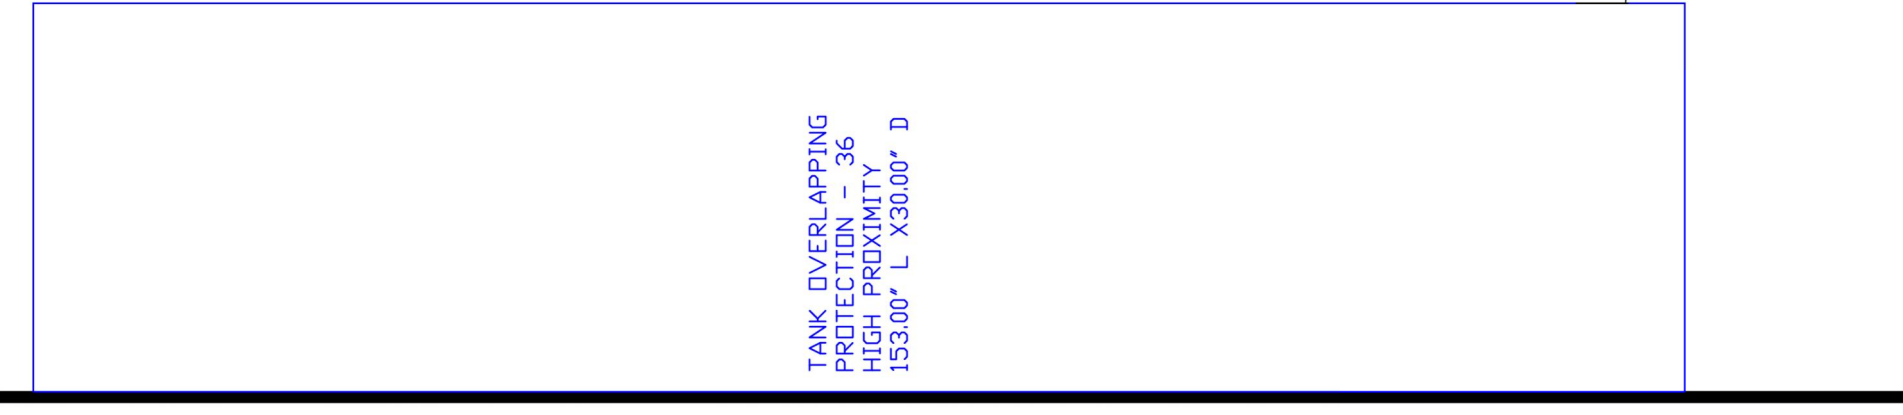 TANK OVERLAPPING
PROTECTION - 36
HIGH PROXIMITY
153.00" L X30.00" D